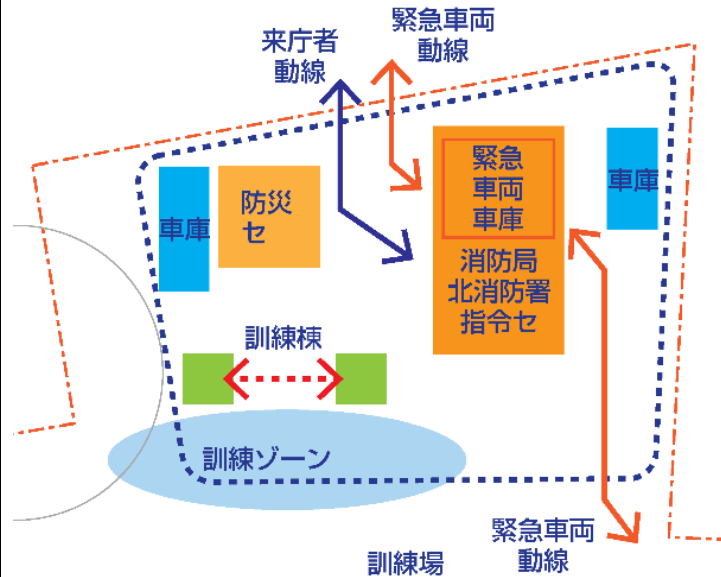 来庁者
動線
緊急車両
動線
車庫
防災
セ
緊急
車両
車庫
消防局
北消防署
指令セ
車庫
訓練棟
訓練ゾーン
緊急車両
動線
訓練場